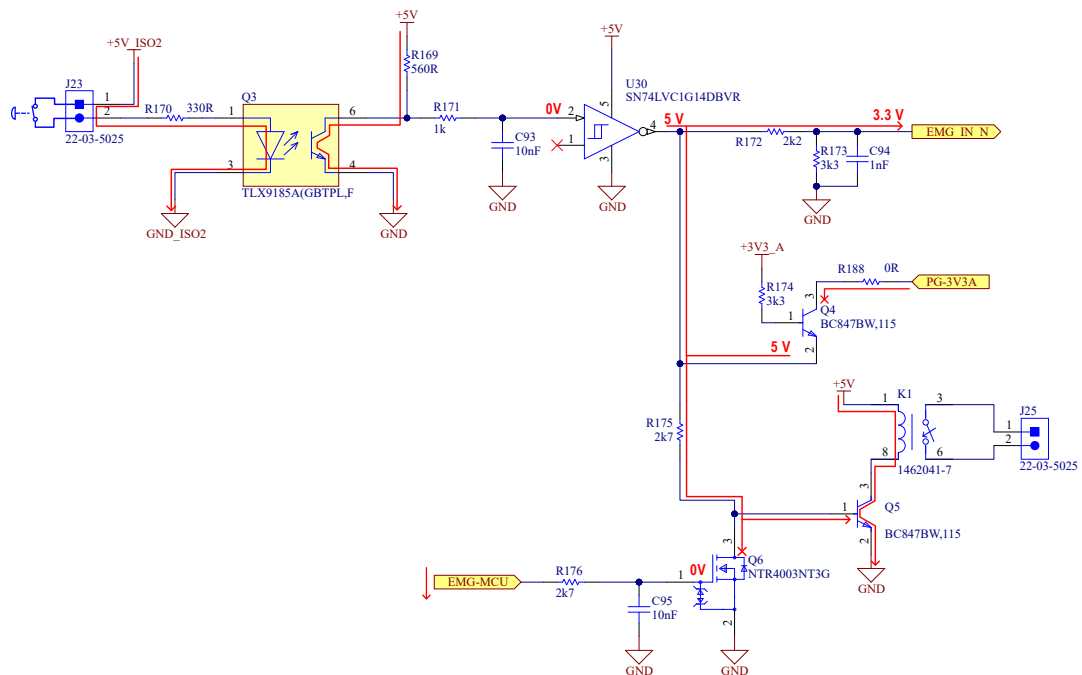 +5V
+5V_ISO2
+5V
R169
560R
J23
1
2
22-03-5025
R170
330R
Q3
1
6
3
4
TLX9185A(GBTPL,F
GND_ISO2
GND
R171
1k
0V
C93
10nF
GND
U30
SN74LVC1G14DBVR
2
5
1
3
4
GND
5 V
3.3 V
EMG_IN_N
R172
2k2
R173
3k3
C94
1nF
GND
+3V3_A
R174
3k3
R188
0R
PG-3V3A
3
1
Q4
BC847BW,115
2
5 V
+5V
K1
1
3
8
6
1462041-7
J25
1
2
22-03-5025
R175
2k7
3
1
Q5
BC847BW,115
2
GND
EMG-MCU
R176
2k7
C95
10nF
GND
0V
1
3
Q6
NTR4003NT3G
2
GND